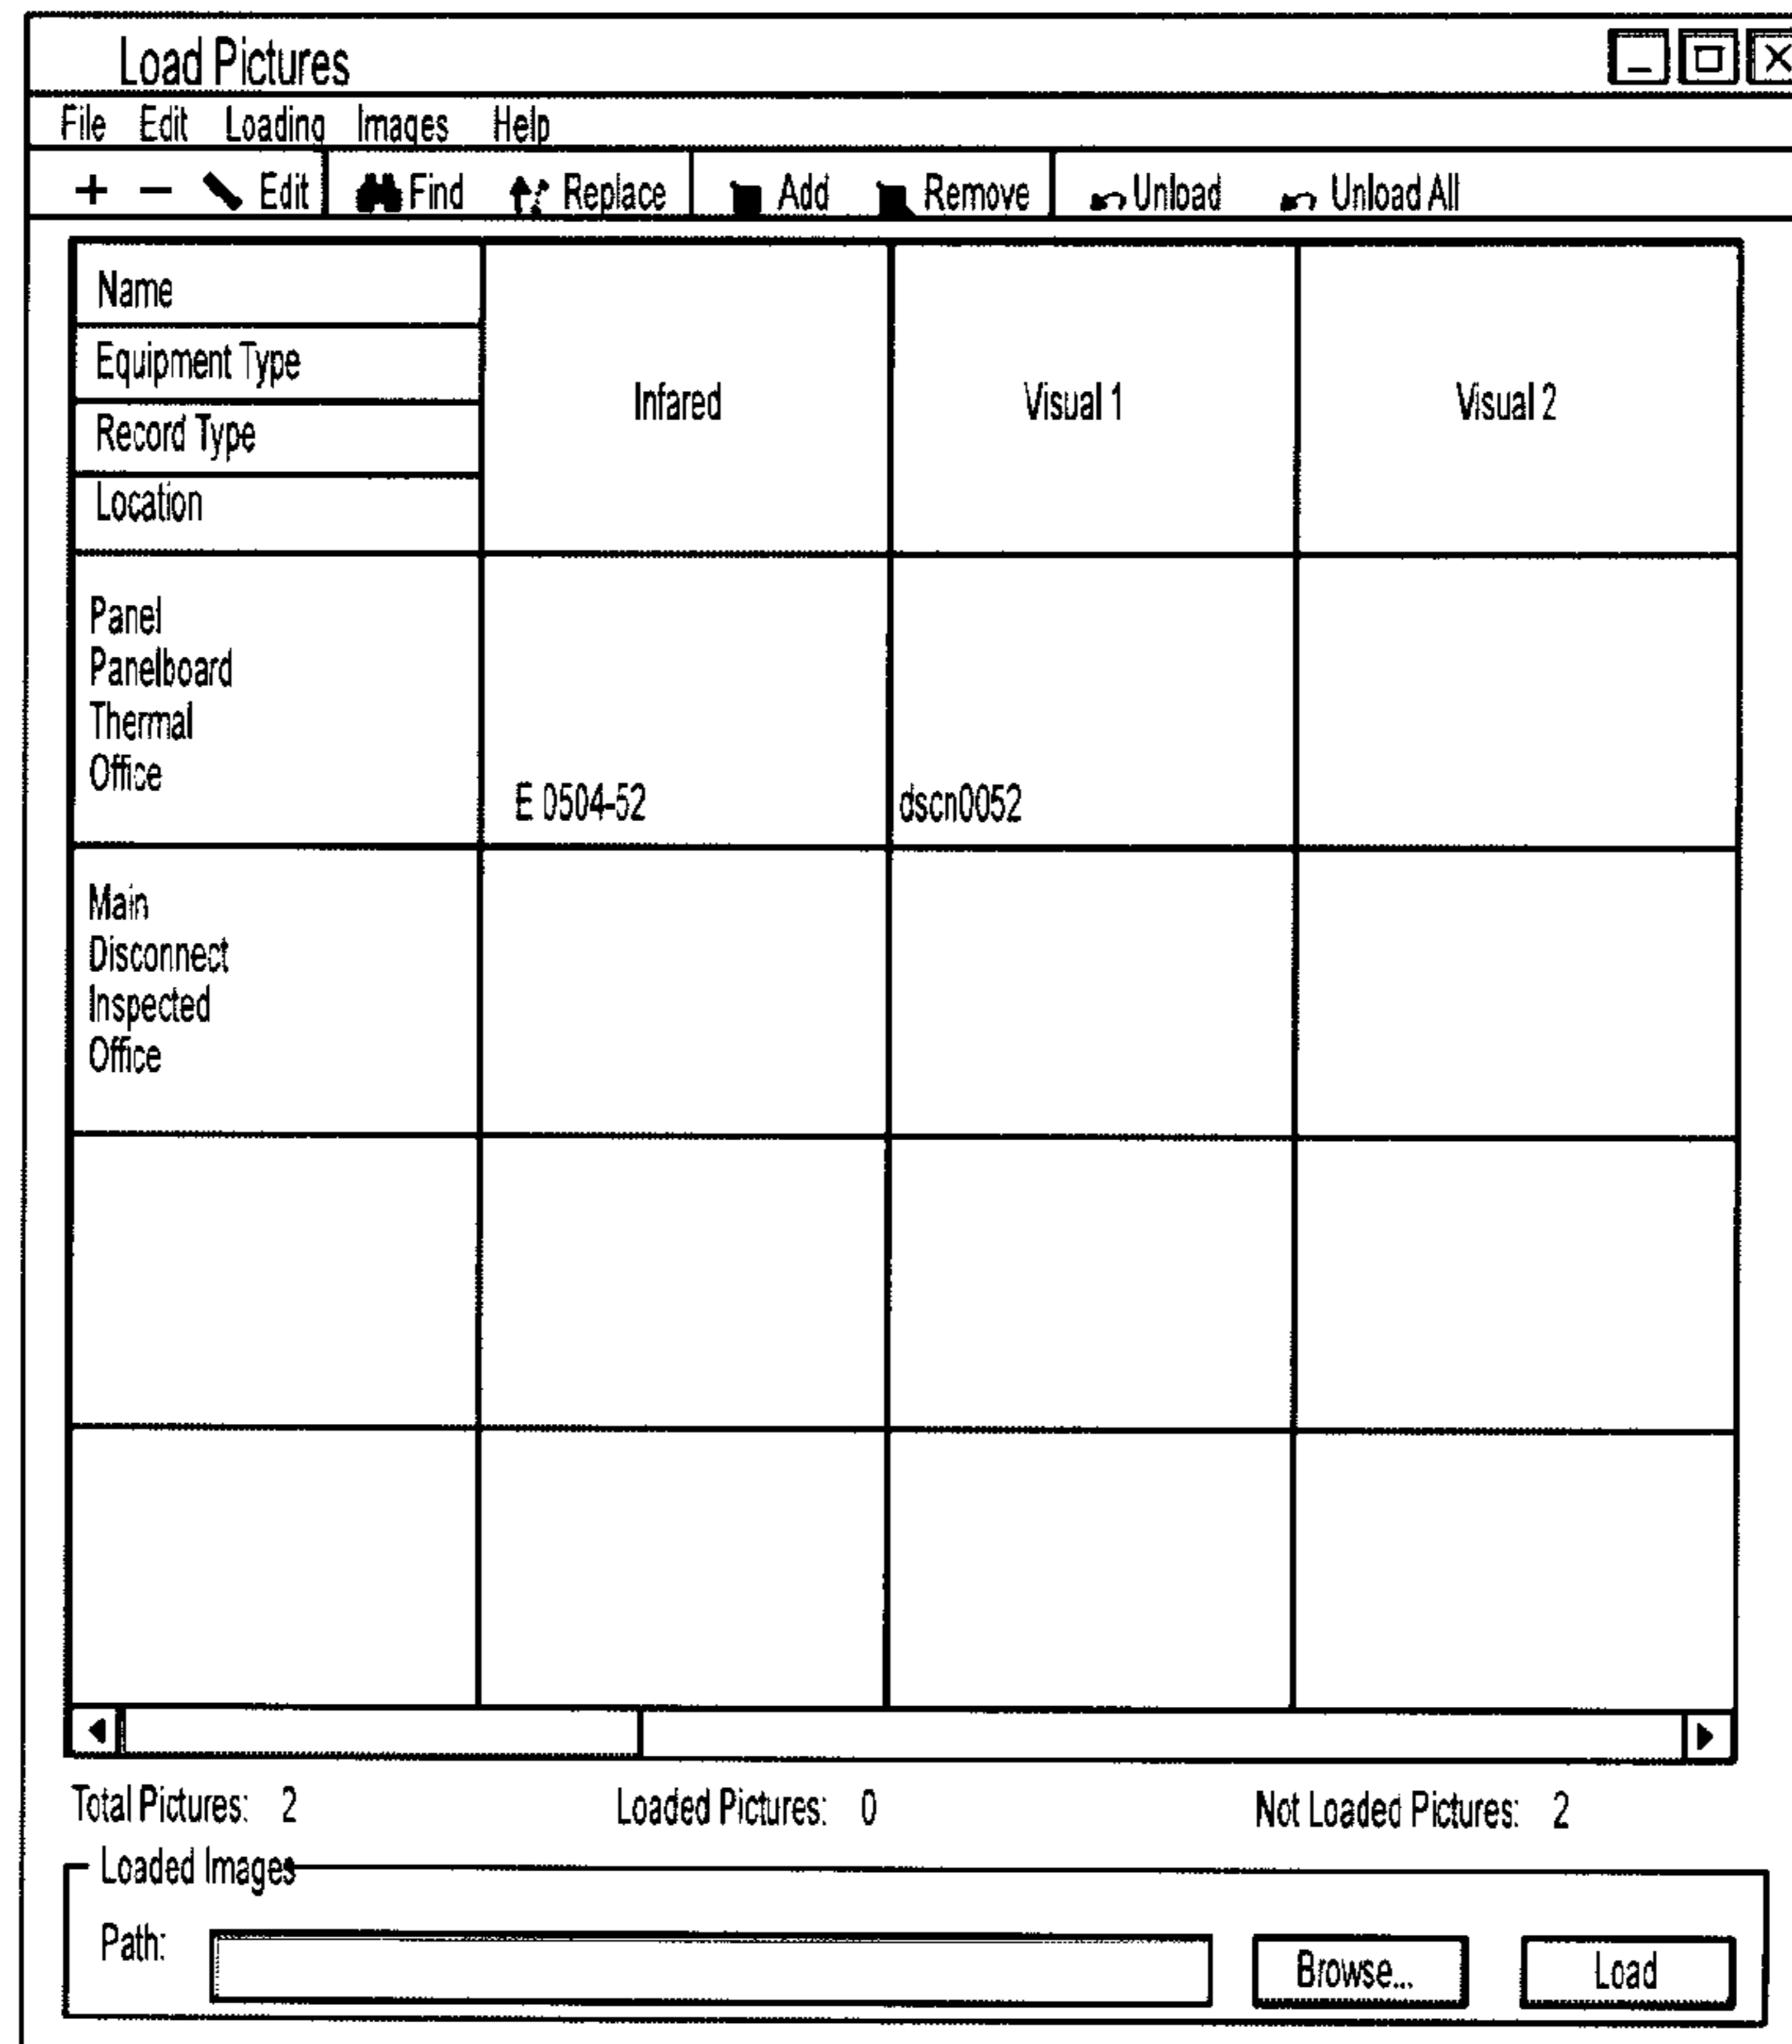 Load Pictures
File Edit Loading Images Help
+ − Edit Find Replace Add Remove Unload Unload All
Name
Equipment Type
Record Type
Location
Infared
Visual 1
Visual 2
Panel
Panelboard
Thermal
Office
E 0504-52
dscn0052
Main
Disconnect
Inspected
Office
Total Pictures: 2
Loaded Pictures: 0
Not Loaded Pictures: 2
Loaded Images
Path:
Browse...
Load